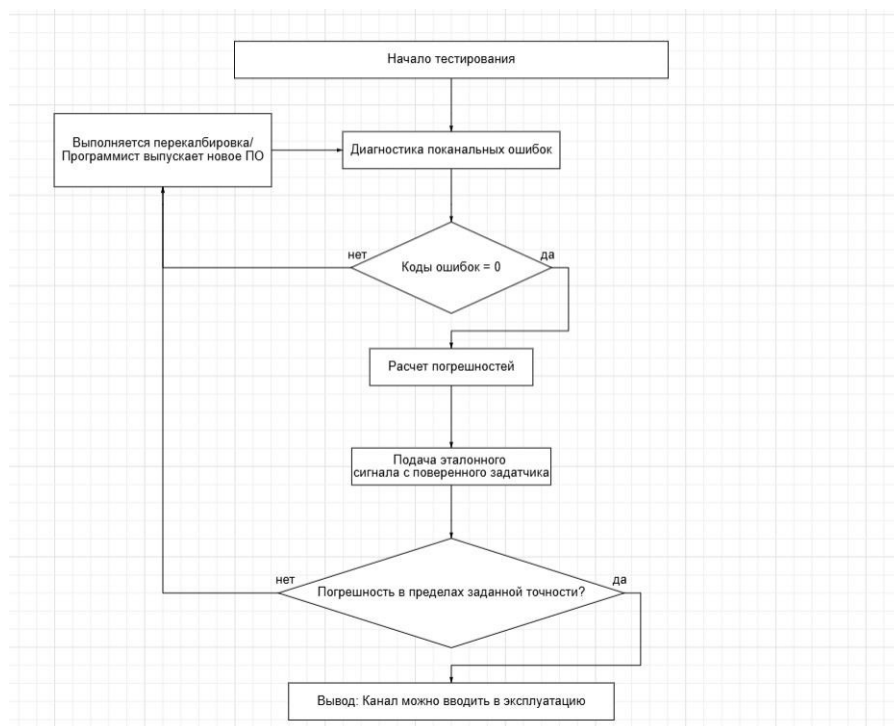 Начало тестирования
Выполняется перекалбировка/
Программист выпускает новое ПО
Диагностика поканальных ошибок
нет
Коды ошибок = 0
да
Расчет погрешностей
Подача эталонного
сигнала с поверенного задатчика
нет
Погрешность в пределах заданной точности?
да
Вывод: Канал можно вводить в эксплуатацию